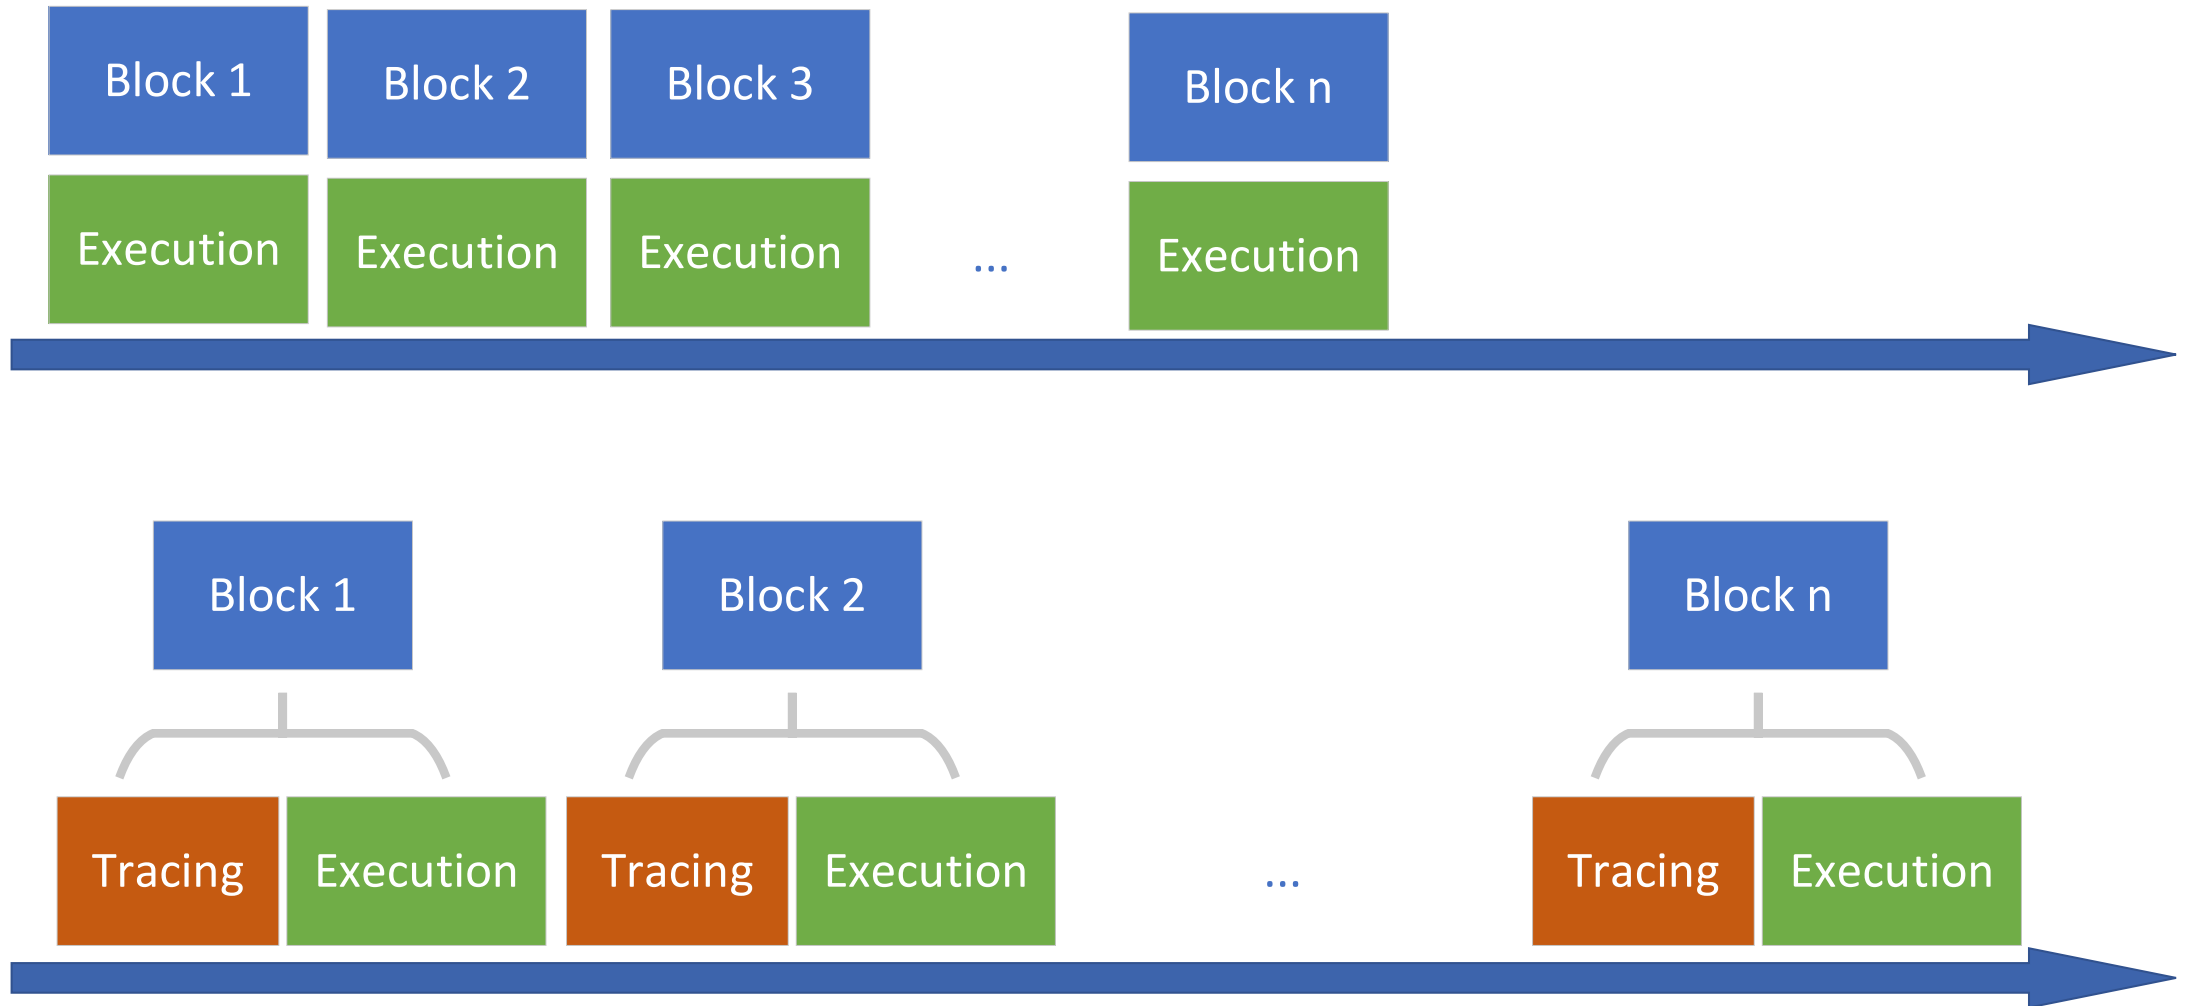 Block 1
Block 2
Block 3
Block n
Execution
Execution
Execution
...
Execution
Block 1
Block 2
Block n
Tracing
Execution
Tracing
Execution
...
Tracing
Execution